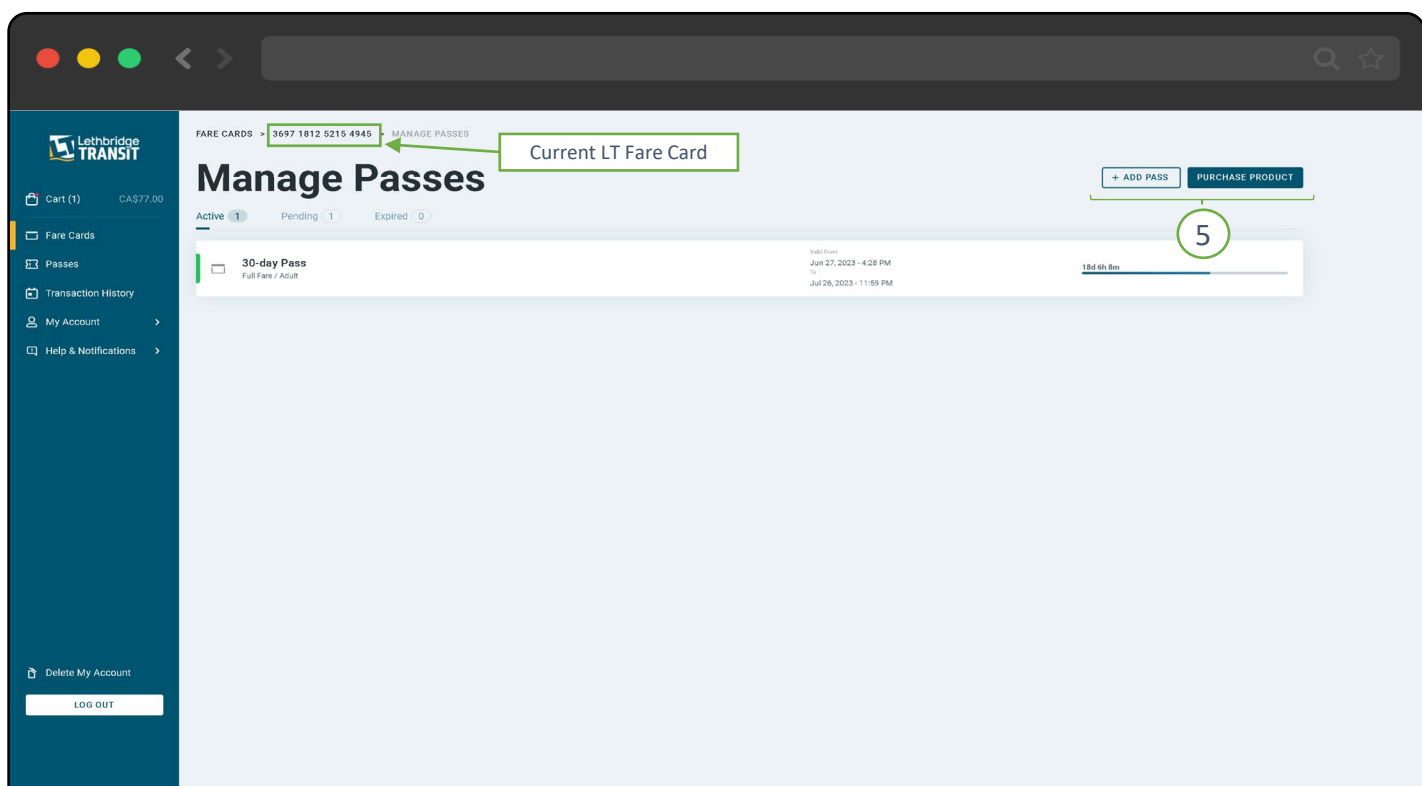 Lethbridge
TRANSIT
Cart (1) CA$77.00
Fare Cards
Passes
Transaction History
My Account >
Help & Notifications >
Delete My Account
LOG OUT
FARE CARDS > 3697 1812 5215 4945 > MANAGE PASSES
Current LT Fare Card
Manage Passes
+ ADD PASS PURCHASE PRODUCT
5
Active 1 Pending 1 Expired 0
30-day Pass
Full Fare / Adult
Valid From
Jun 27, 2023 - 4:28 PM
To
Jul 26, 2023 - 11:59 PM
18d 6h 8m